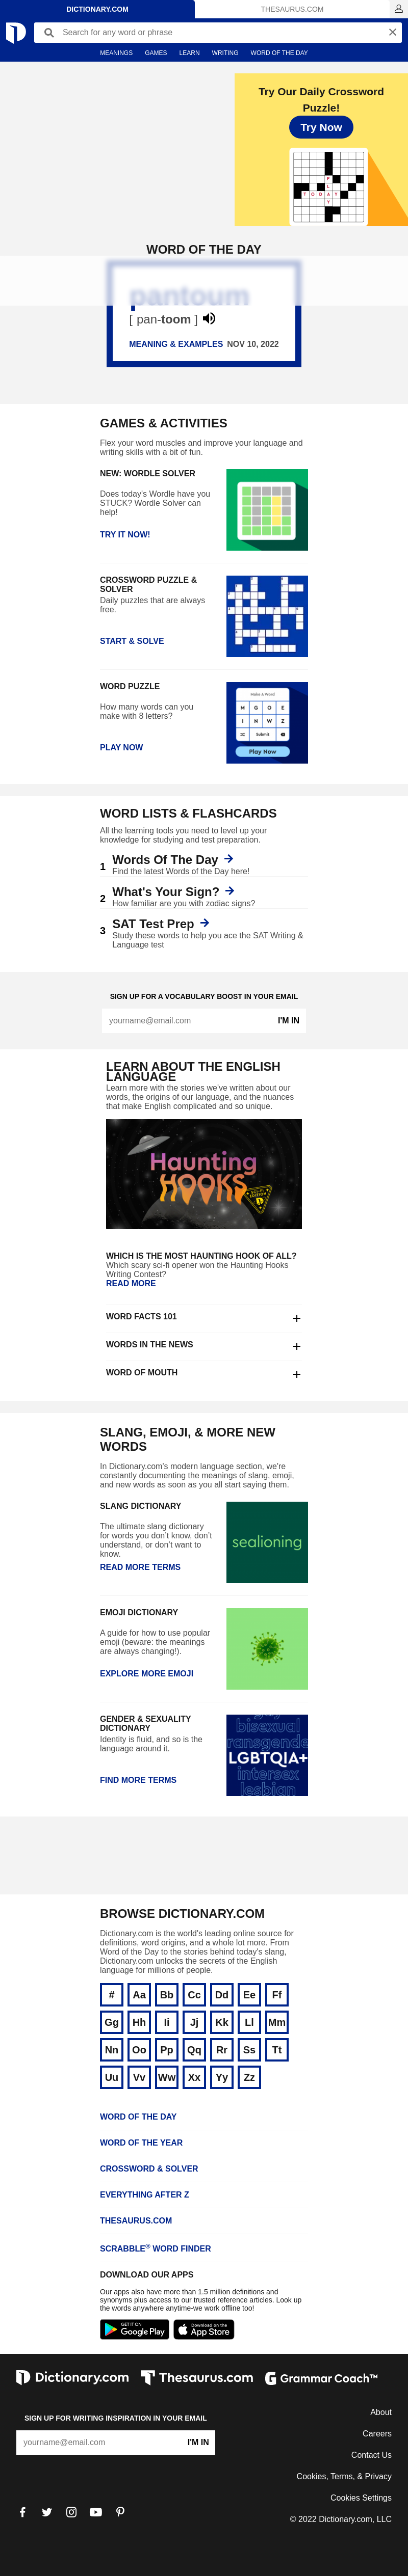 DICTIONARY.COM
THESAURUS.COM
Search for any word or phrase
MEANINGS
GAMES
LEARN
WRITING
WORD OF THE DAY
Try Our Daily Crossword
Puzzle!
Try Now
P
L
TODAY
Y
WORD OF THE DAY
pantoum
[ pan-toom ]
MEANING & EXAMPLES NOV 10, 2022
GAMES & ACTIVITIES
Flex your word muscles and improve your language and
writing skills with a bit of fun.
NEW: WORDLE SOLVER
Does today's Wordle have you
STUCK? Wordle Solver can
help!
TRY IT NOW!
CROSSWORD PUZZLE &
SOLVER
Daily puzzles that are always
free.
START & SOLVE
WORD PUZZLE
How many words can you
make with 8 letters?
PLAY NOW
Make a Word
M G O E
I N W Z
Submit
Play Now
WORD LISTS & FLASHCARDS
All the learning tools you need to level up your
knowledge for studying and test preparation.
1 Words Of The Day
Find the latest Words of the Day here!
2 What's Your Sign?
How familiar are you with zodiac signs?
3 SAT Test Prep
Study these words to help you ace the SAT Writing &
Language test
SIGN UP FOR A VOCABULARY BOOST IN YOUR EMAIL
username@email.com
I'M IN
LEARN ABOUT THE ENGLISH
LANGUAGE
Learn more with the stories we've written about our
words, the origins of our language, and the nuances
that make English complicated and so unique.
Haunting
HOOKS
WHICH IS THE MOST HAUNTING HOOK OF ALL?
Which scary sci-fi opener won the Haunting Hooks
Writing Contest?
READ MORE
WORD FACTS 101
WORDS IN THE NEWS
WORD OF MOUTH
SLANG, EMOJI, & MORE NEW
WORDS
In Dictionary.com's modern language section, we're
constantly documenting the meanings of slang, emoji,
and new words as soon as you all start saying them.
SLANG DICTIONARY
The ultimate slang dictionary
for words you don't know, don't
understand, or don't want to
know.
READ MORE TERMS
sealioning
EMOJI DICTIONARY
A guide for how to use popular
emoji (beware: the meanings
are always changing!).
EXPLORE MORE EMOJI
GENDER & SEXUALITY
DICTIONARY
Identity is fluid, and so is the
language around it.
FIND MORE TERMS
bisexual
transgende
LGBTQIA+
intersex
lesbian
BROWSE DICTIONARY.COM
Dictionary.com is the world's leading online source for
definitions, word origins, and a whole lot more. From
Word of the Day to the stories behind today's slang,
Dictionary.com unlocks the secrets of the English
language for millions of people.
# Aa Bb Cc Dd Ee Ff
Gg Hh Ii Jj Kk Ll Mm
Nn Oo Pp Qq Rr Ss Tt
Uu Vv Ww Xx Yy Zz
WORD OF THE DAY
WORD OF THE YEAR
CROSSWORD & SOLVER
EVERYTHING AFTER Z
THESAURUS.COM
SCRABBLE® WORD FINDER
DOWNLOAD OUR APPS
Our apps also have more than 1.5 million definitions and
synonyms plus access to our trusted reference articles. Look up
the words anywhere anytime-we work offline too!
GET IT ON
Google Play
Download on the
App Store
Dictionary.com
Thesaurus.com
Grammar Coach™
SIGN UP FOR WRITING INSPIRATION IN YOUR EMAIL
username@email.com
I'M IN
About
Careers
Contact Us
Cookies, Terms, & Privacy
Cookies Settings
© 2022 Dictionary.com, LLC